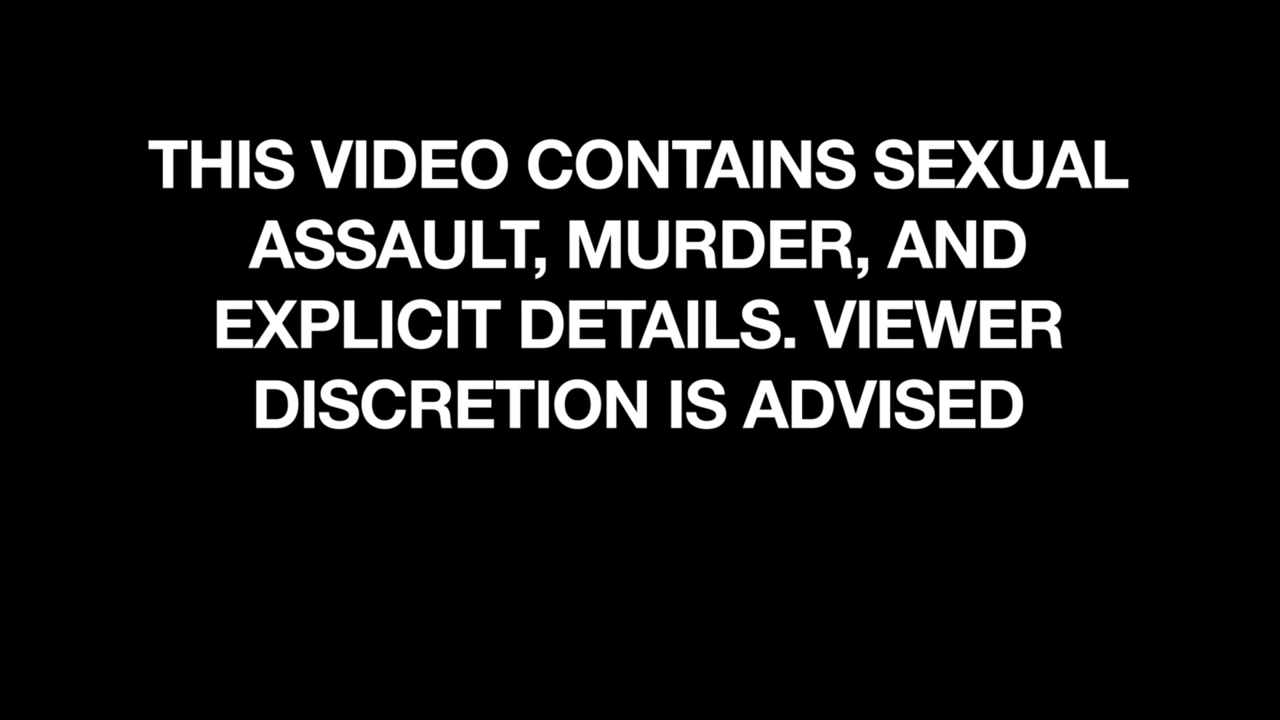 THIS VIDEO CONTAINS SEXUAL
ASSAULT, MURDER, AND
EXPLICIT DETAILS. VIEWER
DISCRETION IS ADVISED